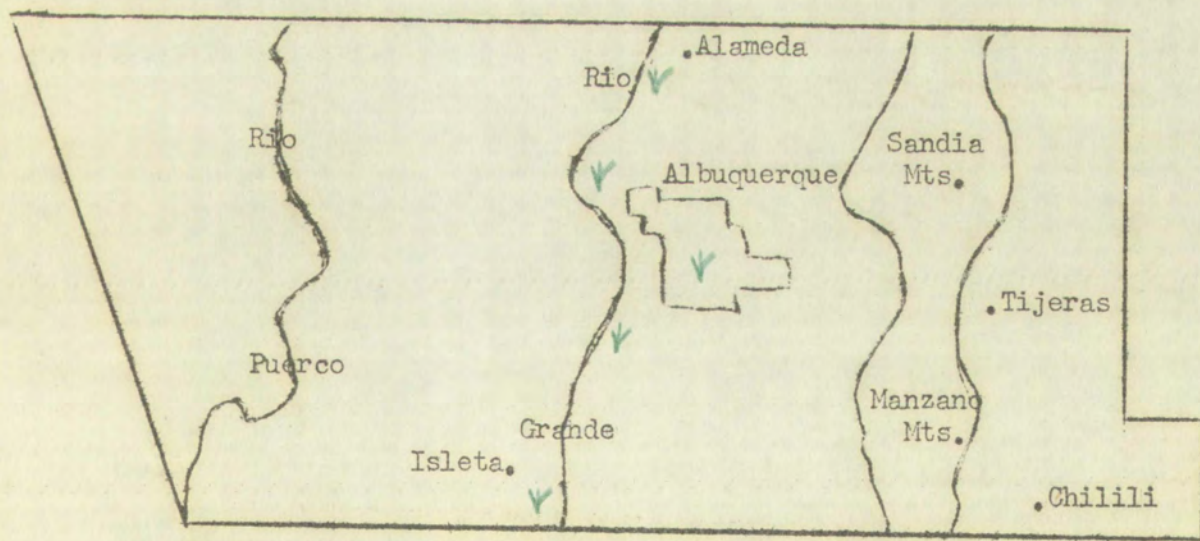 Alameda
Rio
Rio
Sandia
Mts.
Albuquerque
Tijeras
Puerco
Manzano
Mts.
Grande
Isleta
Chilili